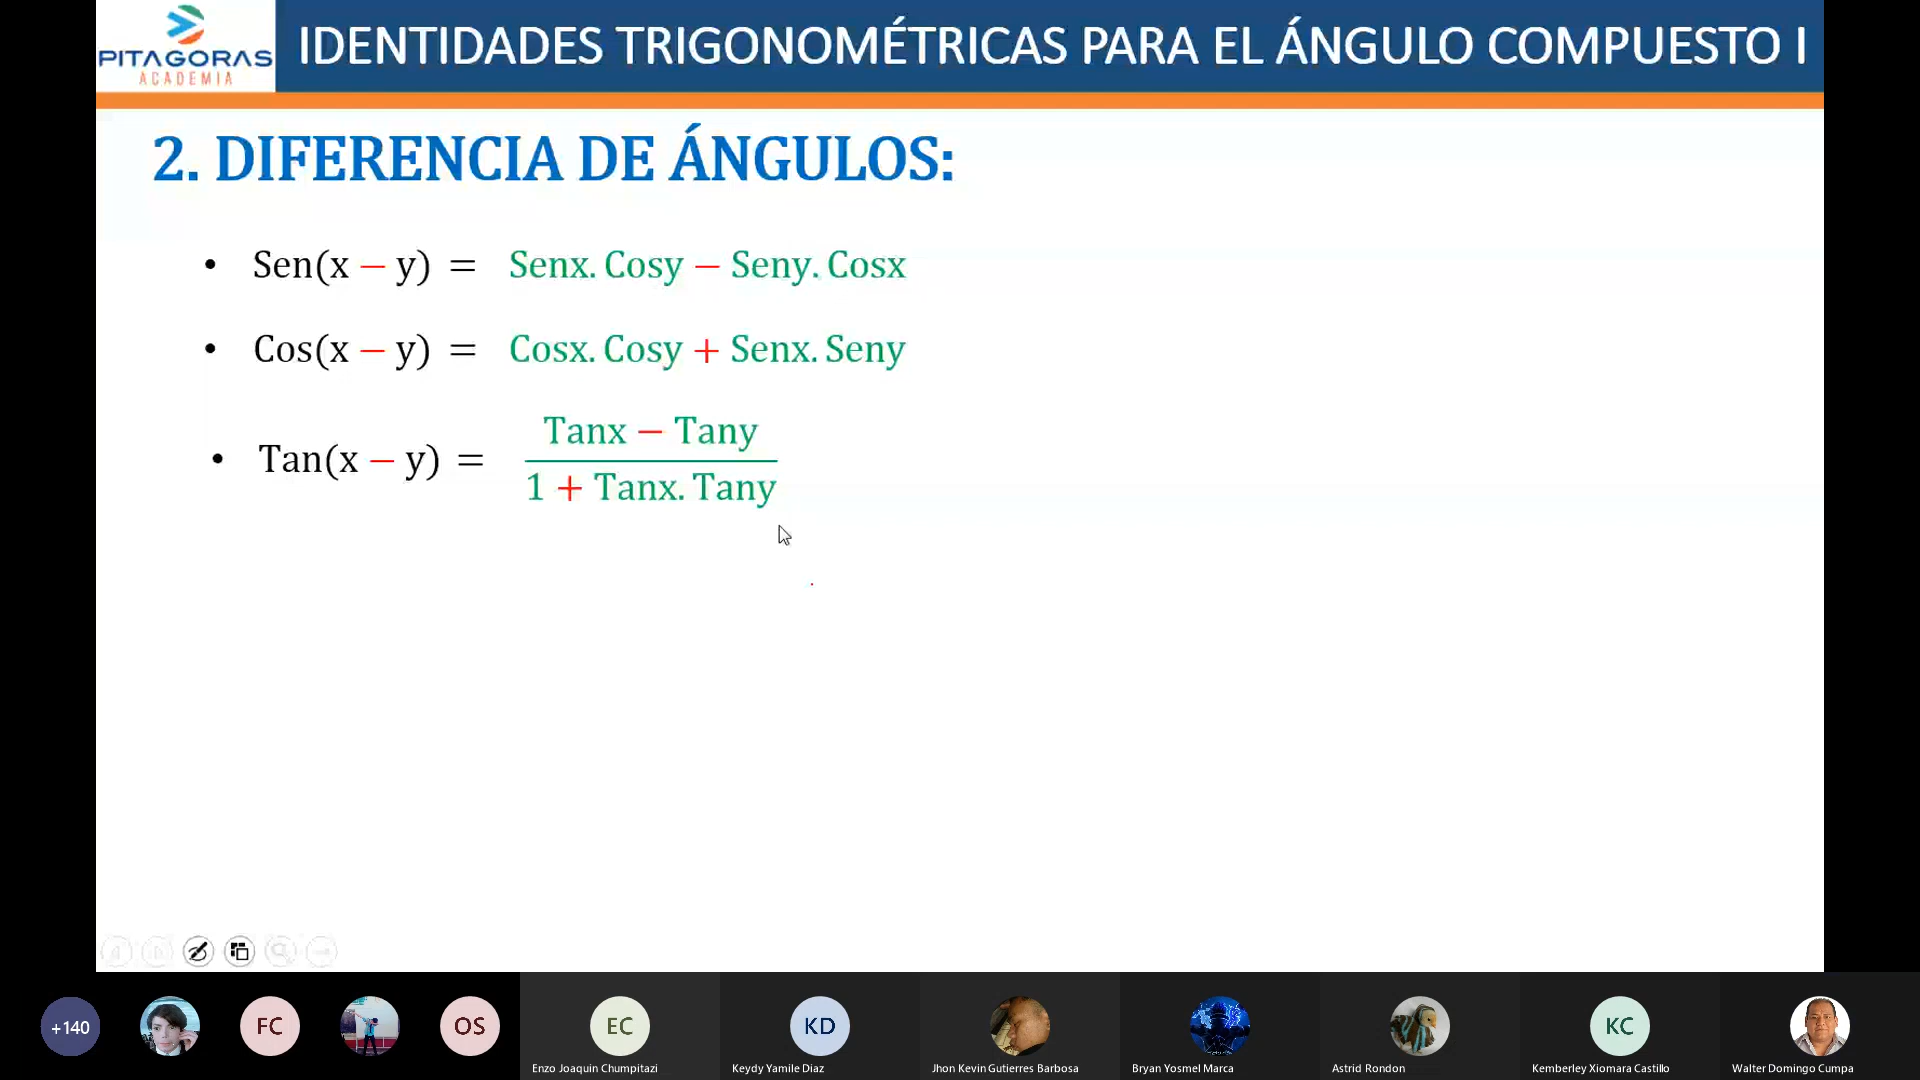 PITAGORAS
ACADEMIA
IDENTIDADES TRIGONOMÉTRICAS PARA EL ÁNGULO COMPUESTO I
2. DIFERENCIA DE ÁNGULOS:
• Sen(x − y) = Senx. Cosy − Seny. Cosx
• Cos(x − y) = Cosx. Cosy + Senx. Seny
• Tan(x − y) = Tanx − Tany
1 + Tanx. Tany
+140 FC OS EC KD KC
Enzo Joaquin Chumpitazi Keydy Yamile Diaz Jhon Kevin Gutierres Barbosa Bryan Yosmel Marca Astrid Rondon Kemberley Xiomara Castillo Walter Domingo Cumpa